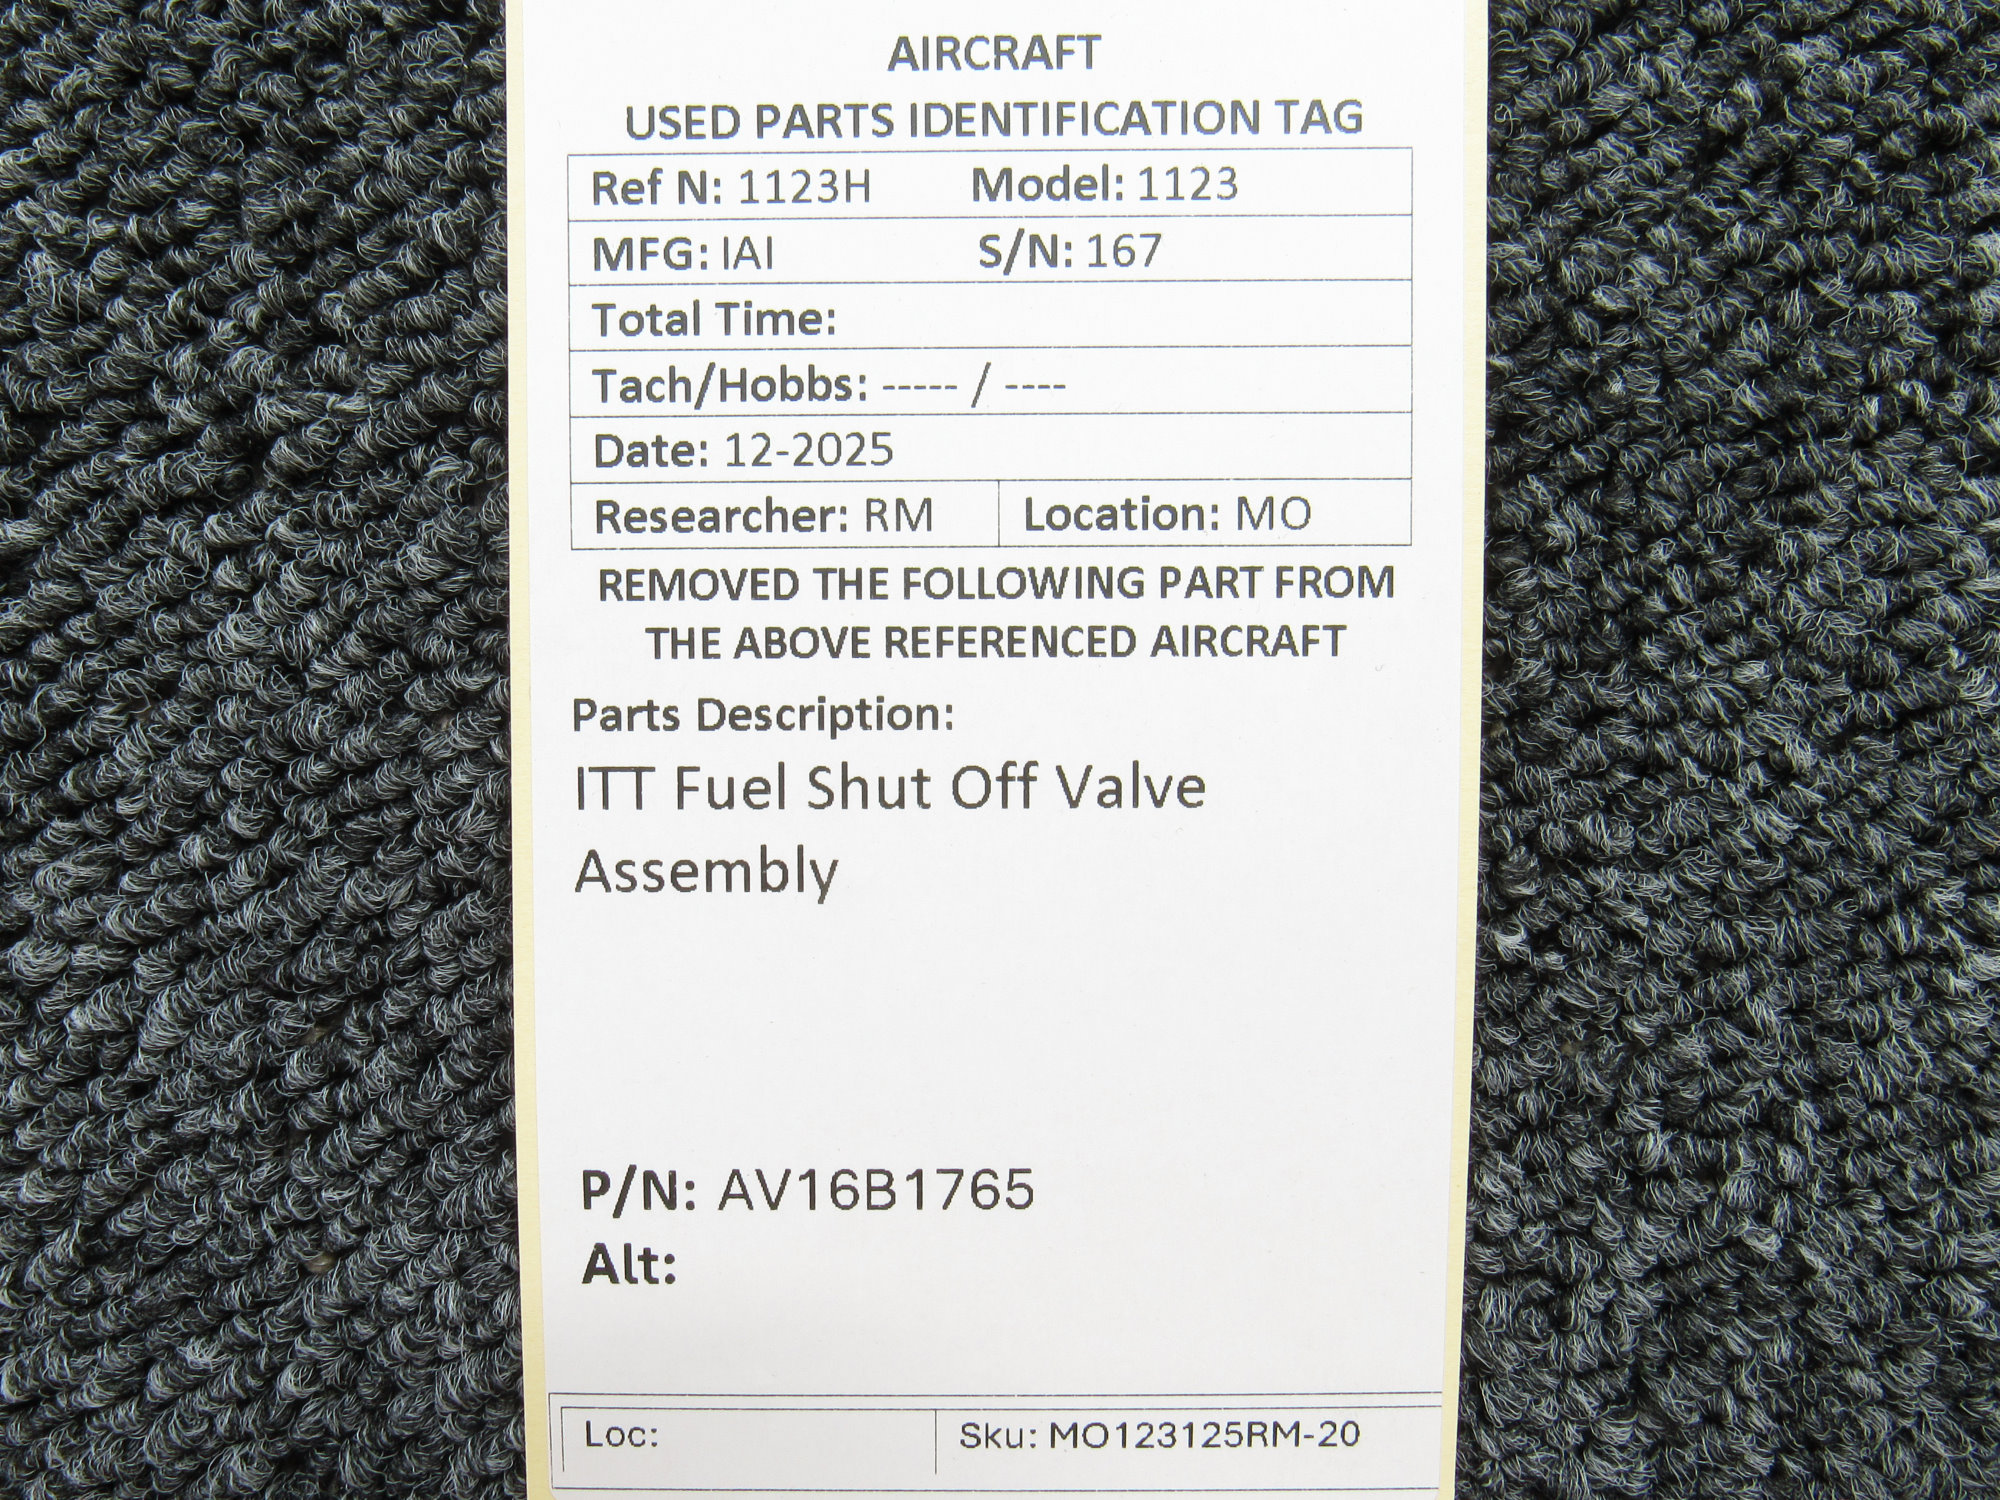 AIRCRAFT
USED PARTS IDENTIFICATION TAG
Ref N: 1123H Model: 1123
MFG: IAI S/N: 167
Total Time:
Tach/Hobbs: ----- / ----
Date: 12-2025
Researcher: RM Location: MO
REMOVED THE FOLLOWING PART FROM
THE ABOVE REFERENCED AIRCRAFT
Parts Description:
ITT Fuel Shut Off Valve
Assembly
P/N: AV16B1765
Alt:
Loc: Sku: MO123125RM-20